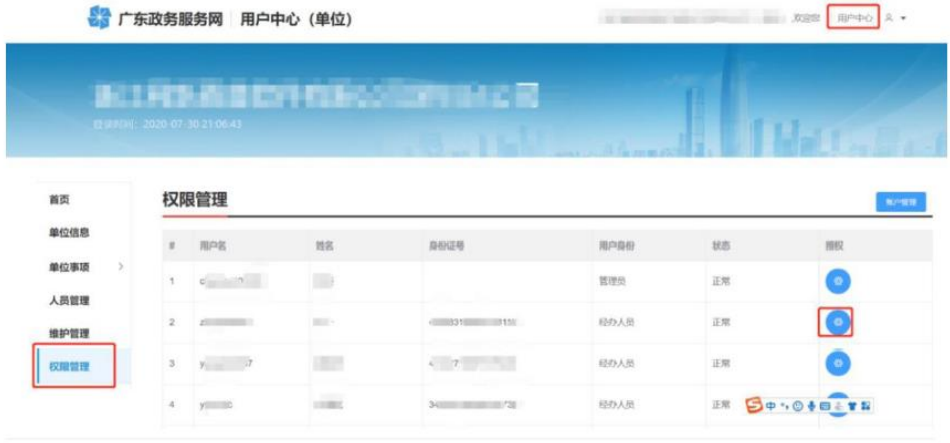 广东政务服务网 用户中心（单位） 欢迎您 用户中心
登录时间：2020-07-30 21:06:43
首页
单位信息
单位事项
人员管理
维护管理
权限管理
权限管理 账户管理
# 用户名 姓名 身份证号 用户身份 状态 授权
1 管理员 正常
2 经办人员 正常
3 经办人员 正常
4 经办人员 正常
中